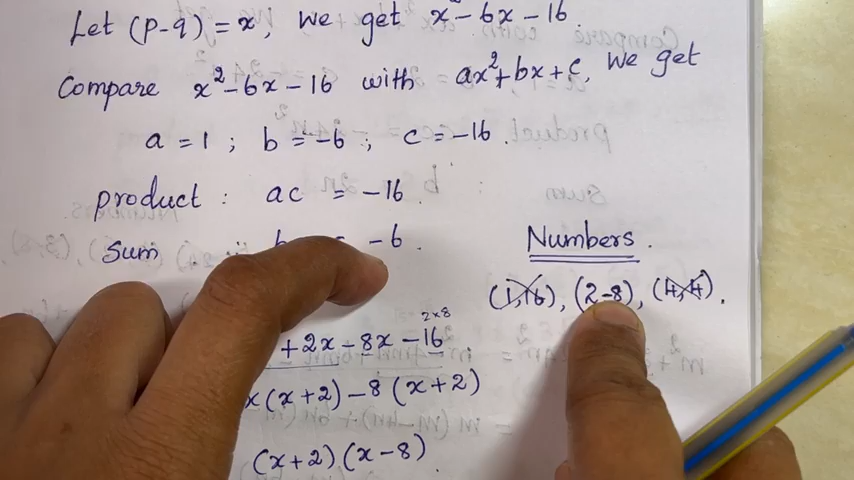 Let (p-q) = x, we get x²-6x-16.
Compare x²-6x-16 with ax²+bx+c, we get
a = 1 ; b = -6 ; c = -16.
product : ac = -16.
Sum : b = -6.
Numbers.
(1,16), (2-8), (4,4).
2×8
+2x-8x-16
x(x+2)-8(x+2)
(x+2)(x-8).